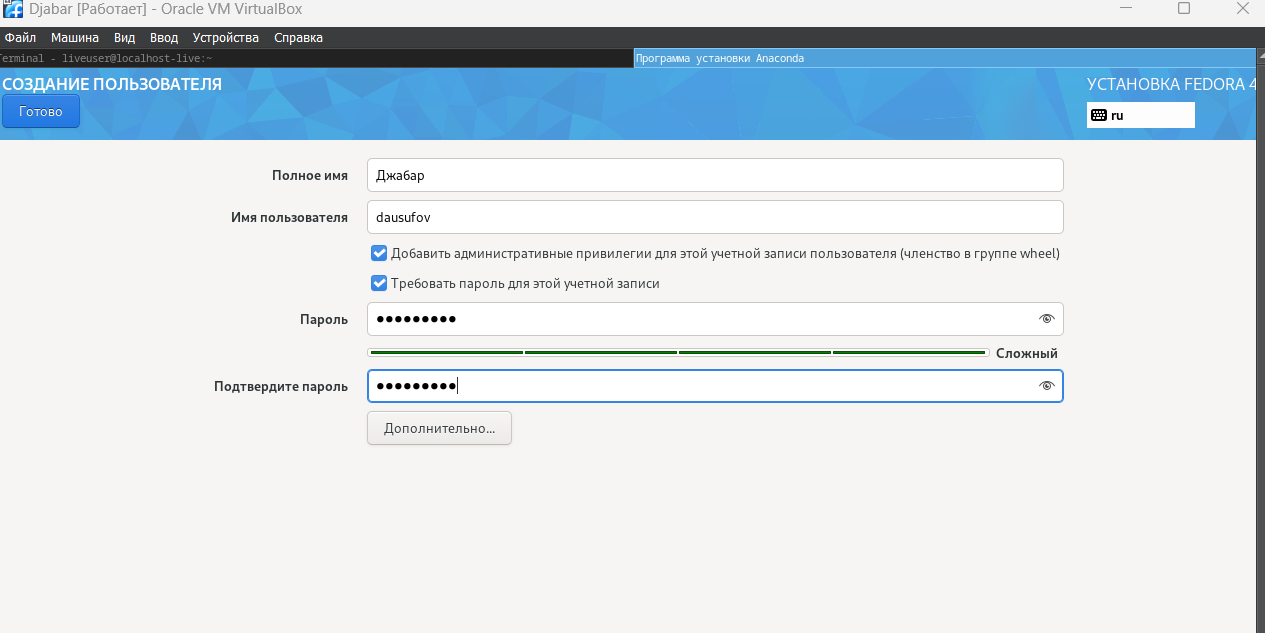 Djabar [Работает] - Oracle VM VirtualBox
Файл Машина Вид Ввод Устройства Справка
Terminal - liveuser@localhost-live:~ Программа установки Anaconda
СОЗДАНИЕ ПОЛЬЗОВАТЕЛЯ УСТАНОВКА FEDORA 4
Готово ru
Полное имя Джабар
Имя пользователя dausufov
Добавить административные привилегии для этой учетной записи пользователя (членство в группе wheel)
Требовать пароль для этой учетной записи
Пароль ●●●●●●●●●
Сложный
Подтвердите пароль ●●●●●●●●●
Дополнительно...